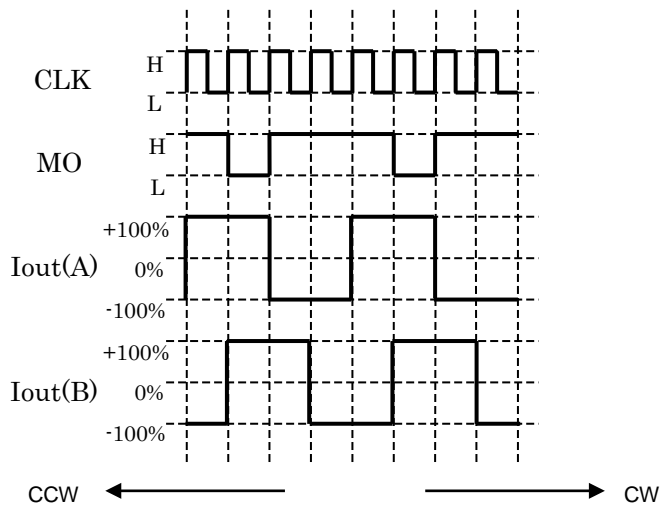 CLK
H
L
MO
H
L
Iout(A)
+100%
0%
-100%
Iout(B)
+100%
0%
-100%
CCW
CW